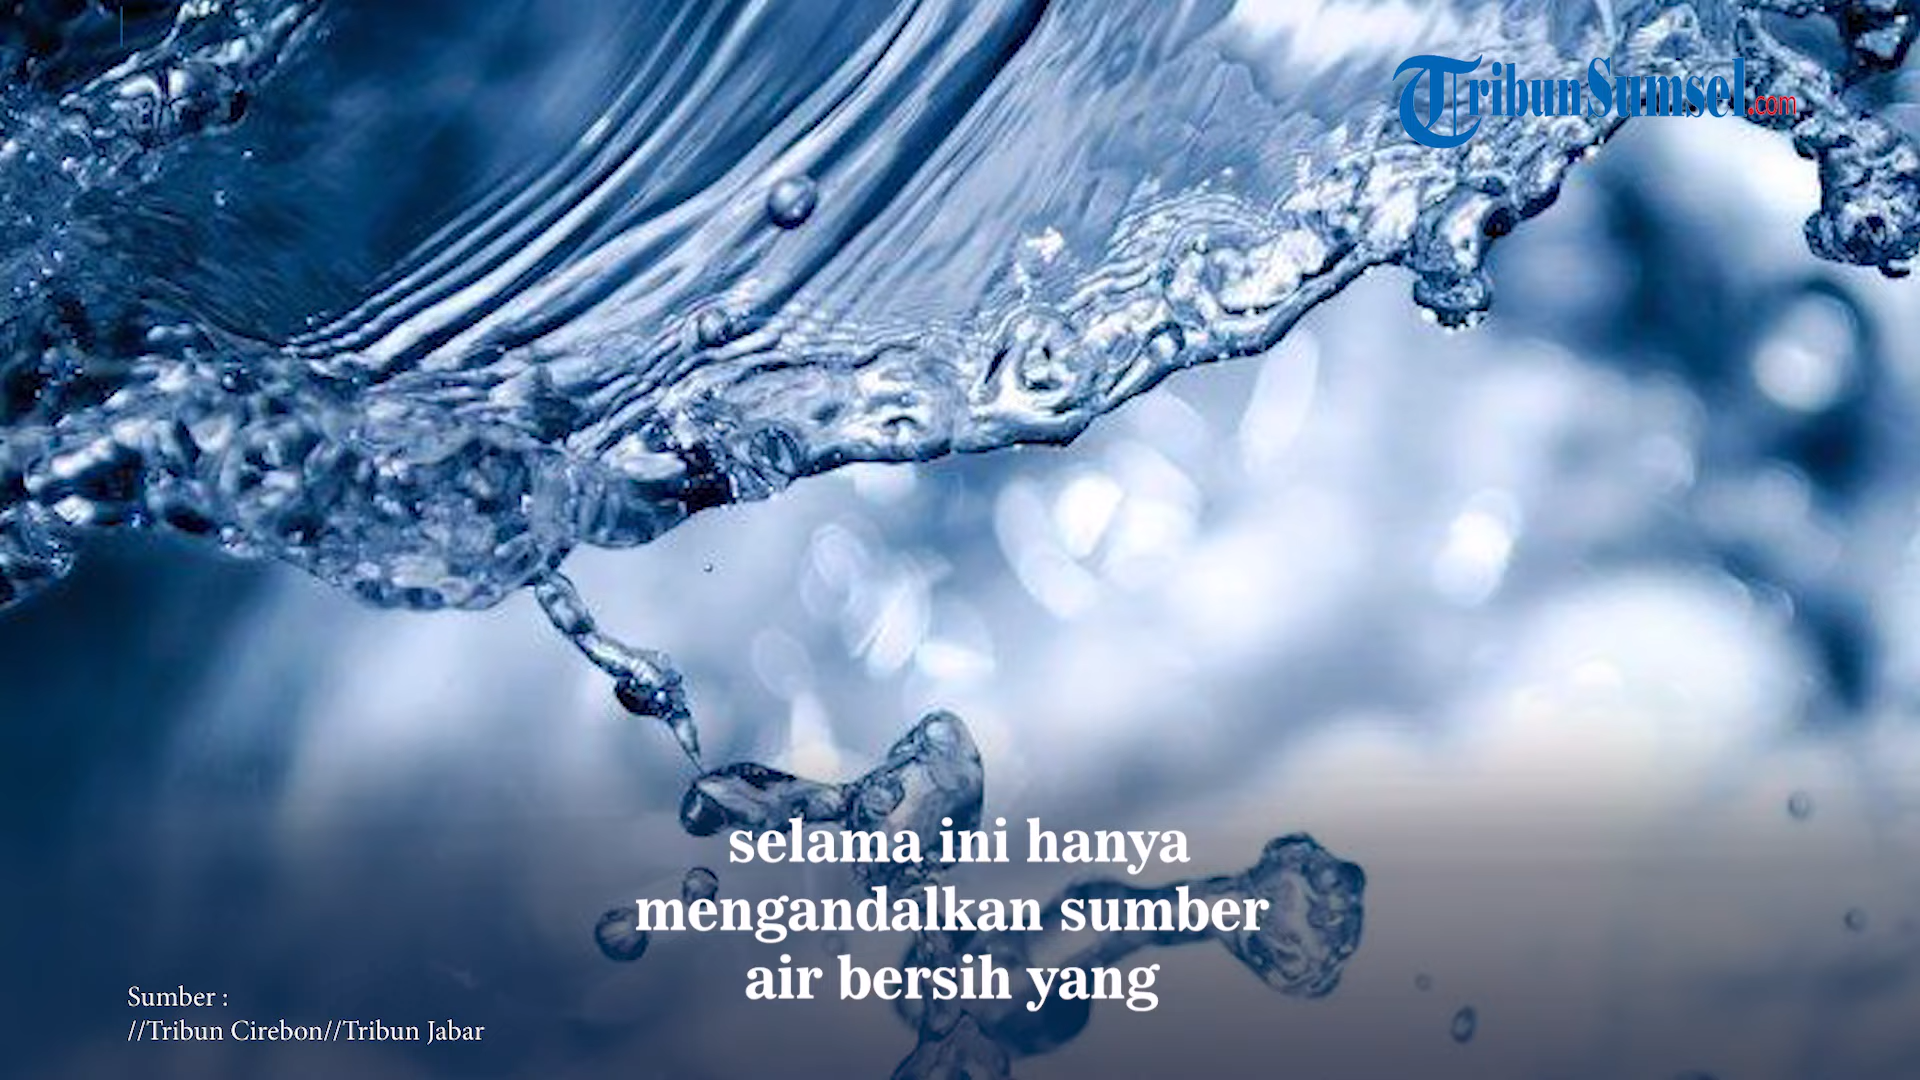 TribunSumsel.com
selama ini hanya
mengandalkan sumber
air bersih yang
Sumber :
//Tribun Cirebon//Tribun Jabar